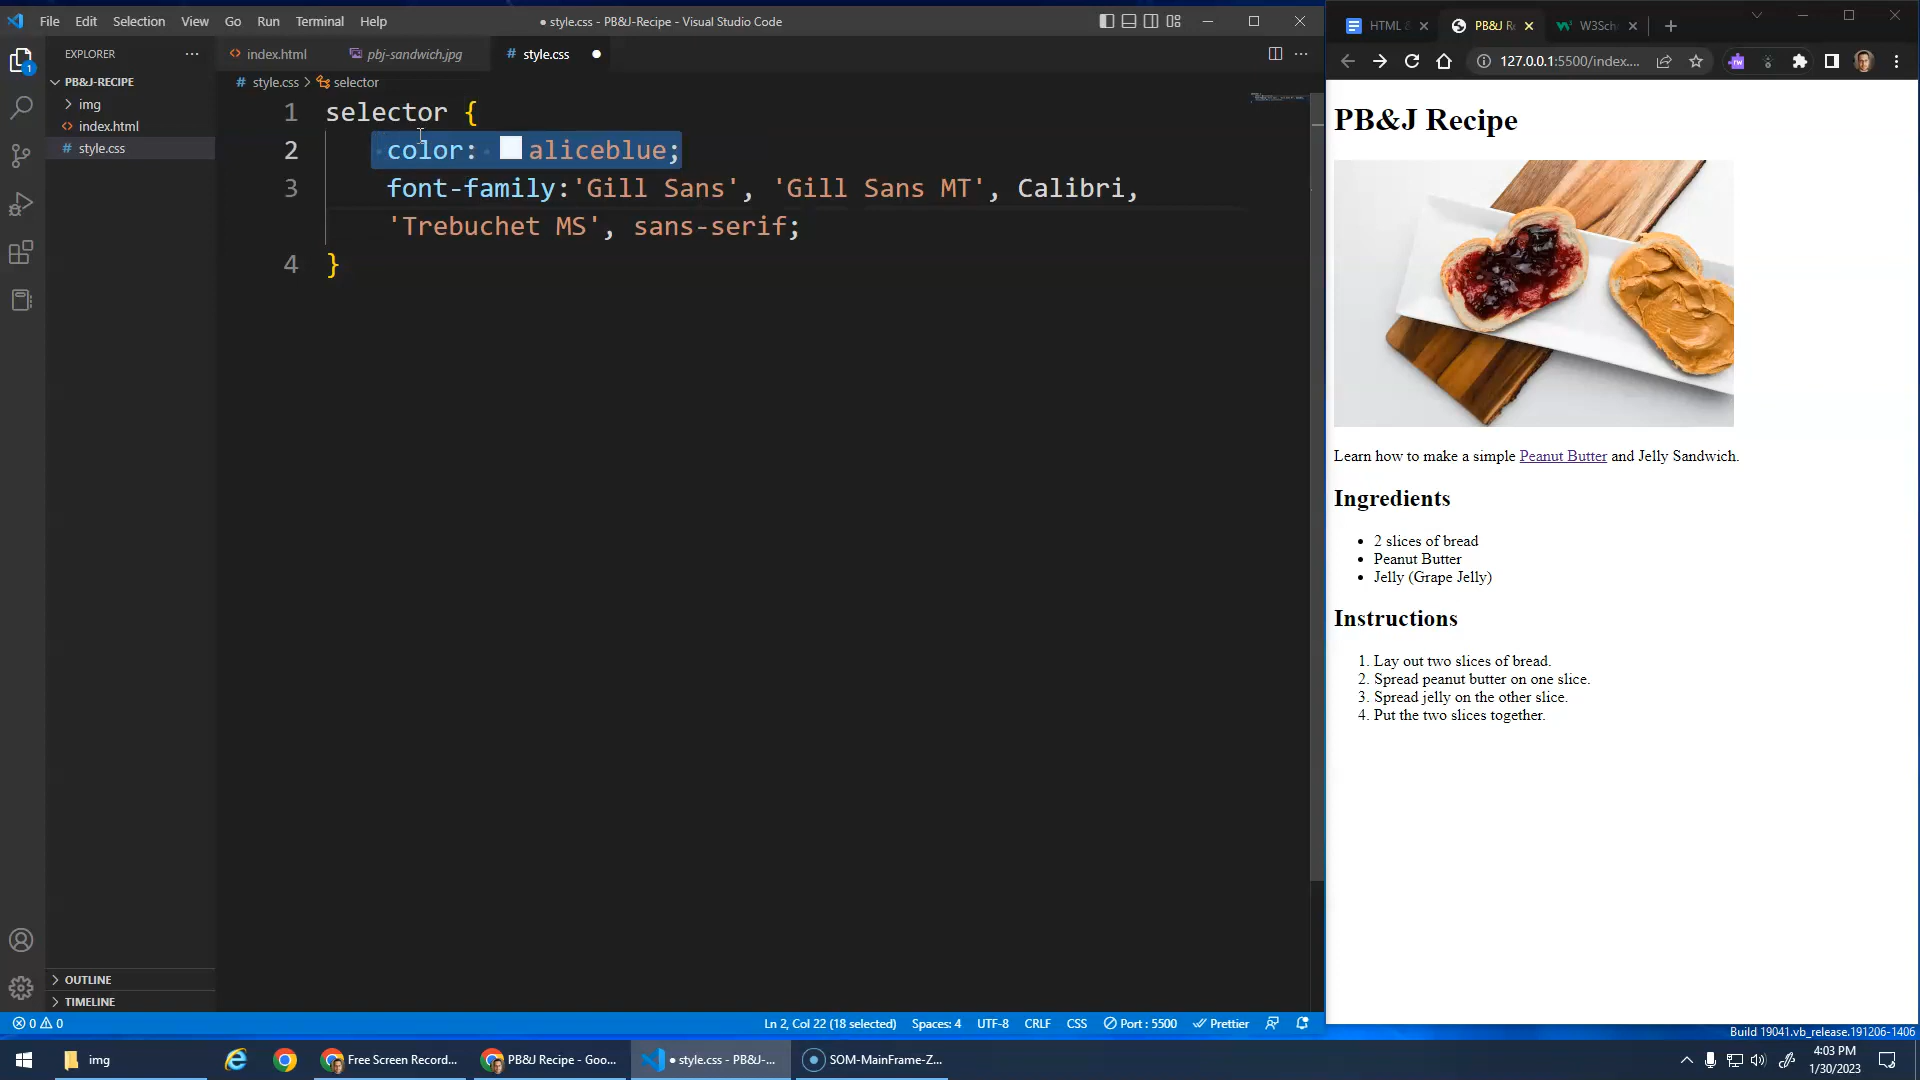 File Edit Selection View Go Run Terminal Help
● style.css - PB&J-Recipe - Visual Studio Code
EXPLORER
PB&J-RECIPE
img
index.html
style.css
OUTLINE
TIMELINE
index.html
pbj-sandwich.jpg
style.css
style.css > selector
1 selector {
2 color: aliceblue;
3 font-family:'Gill Sans', 'Gill Sans MT', Calibri,
'Trebuchet MS', sans-serif;
4 }
0 0
Ln 2, Col 22 (18 selected) Spaces: 4 UTF-8 CRLF CSS Port : 5500 Prettier
HTML &
PB&J Re
W3Sch
127.0.0.1:5500/index....
PB&J Recipe
Learn how to make a simple Peanut Butter and Jelly Sandwich.
Ingredients
• 2 slices of bread
• Peanut Butter
• Jelly (Grape Jelly)
Instructions
1. Lay out two slices of bread.
2. Spread peanut butter on one slice.
3. Spread jelly on the other slice.
4. Put the two slices together.
Build 19041.vb_release.191206-1406
img
Free Screen Record...
PB&J Recipe - Goo...
● style.css - PB&J-...
SOM-MainFrame-Z...
4:03 PM
1/30/2023